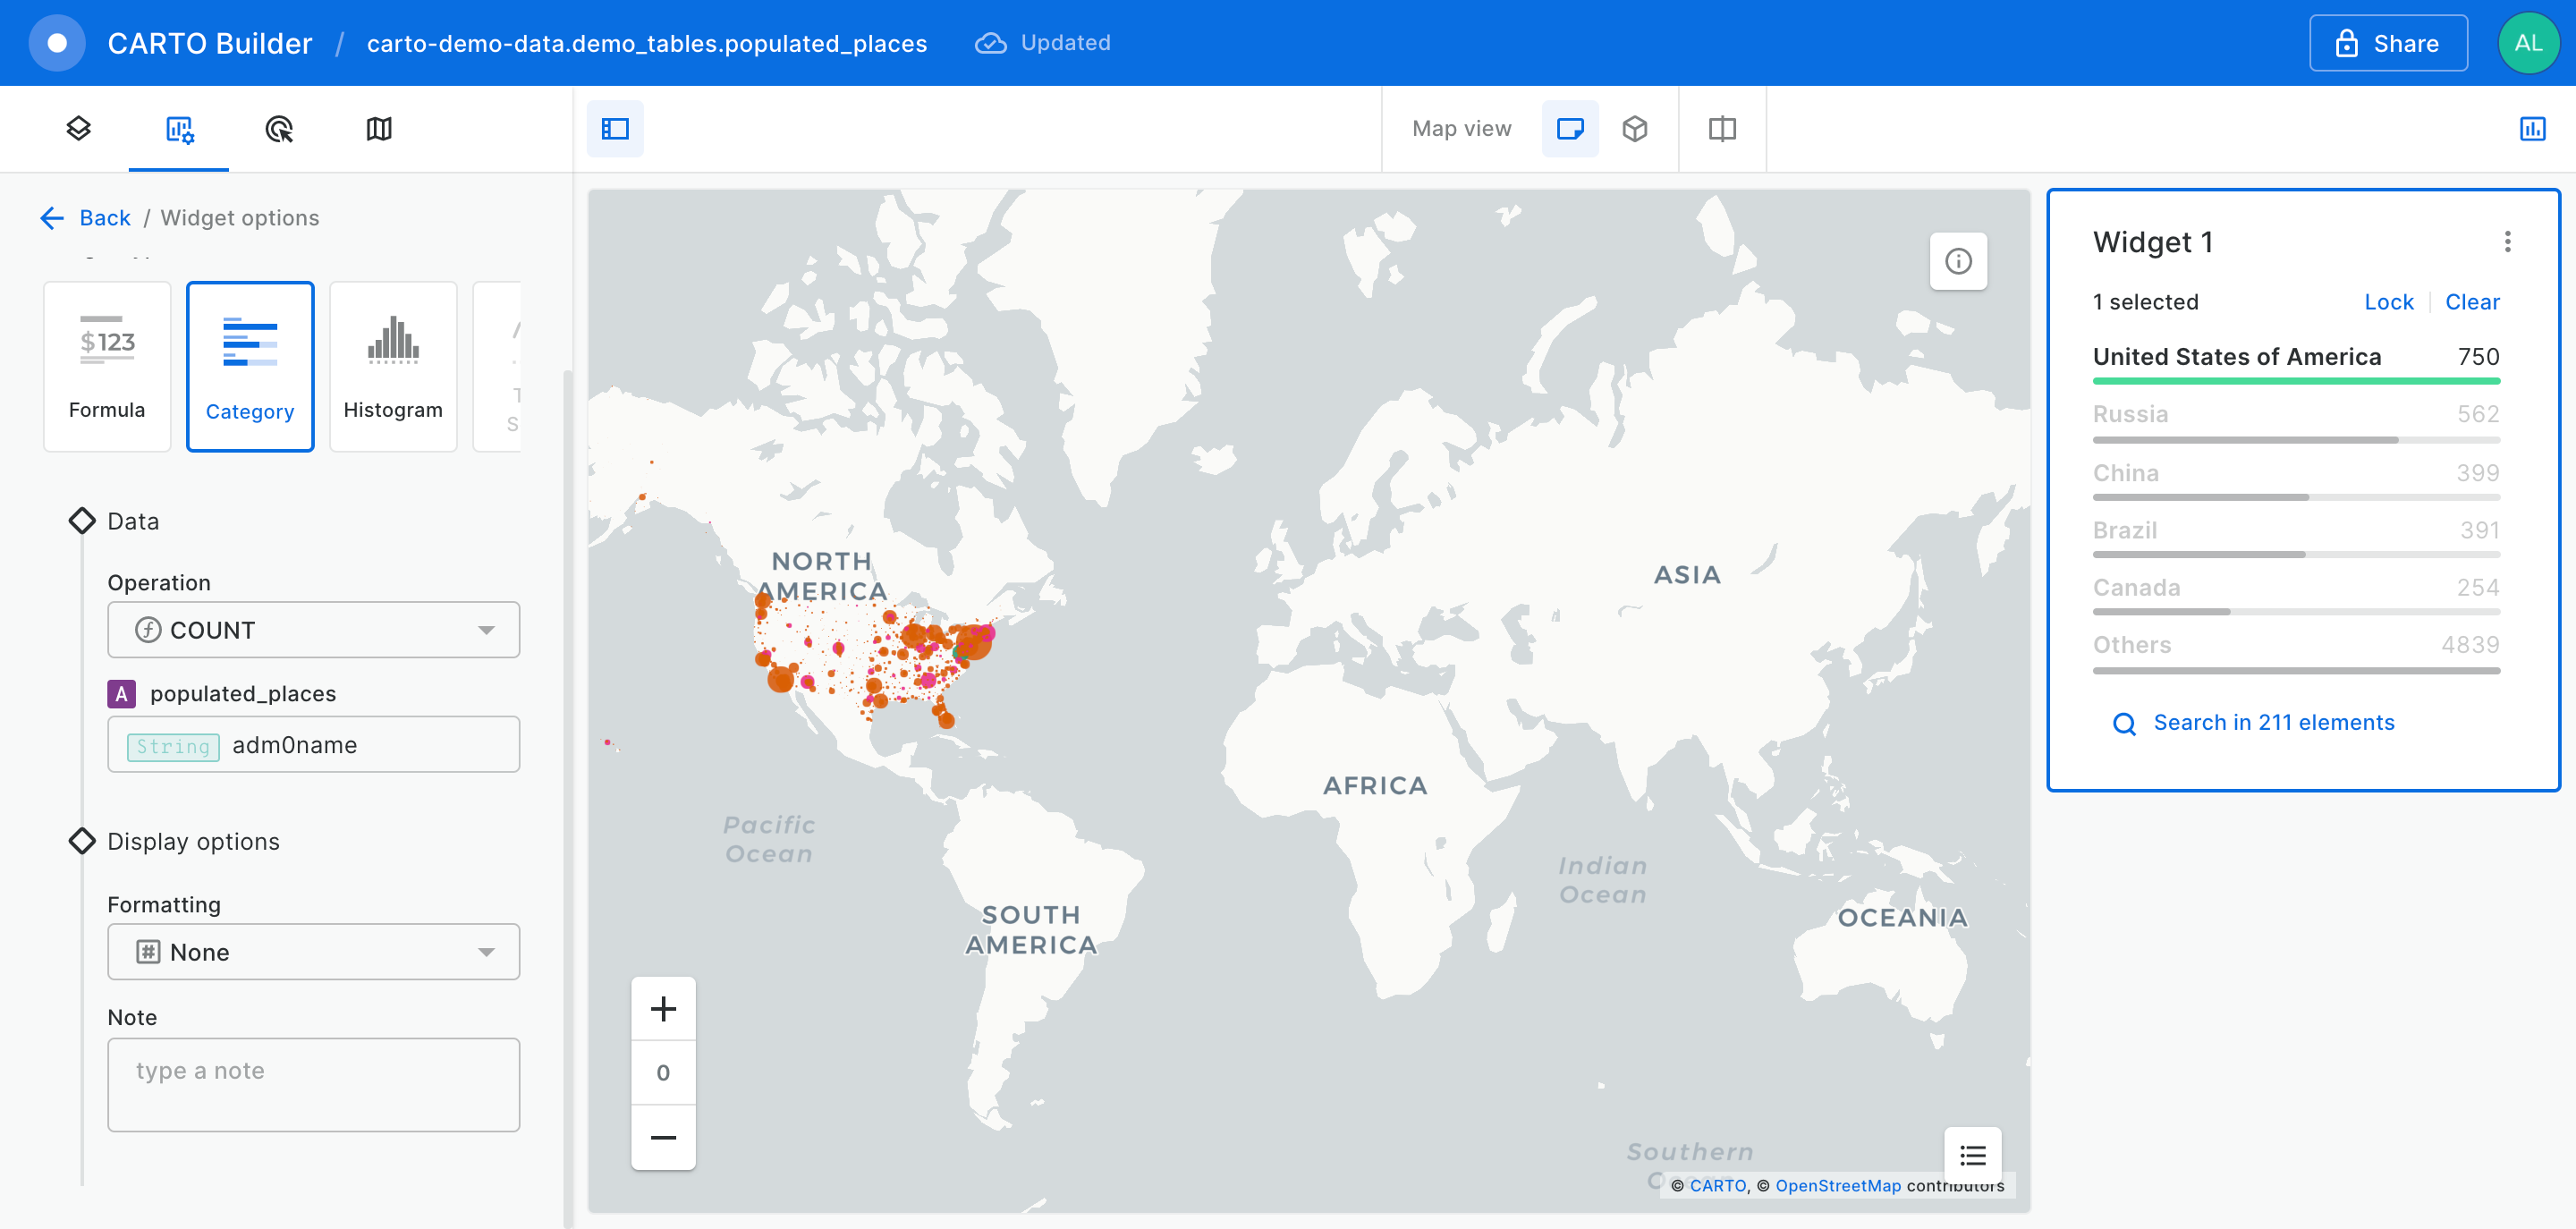 CARTO Builder / carto-demo-data.demo_tables.populated_places Updated
Share
AL
Map view
Back / Widget options
$ 123
Formula
Category
Histogram
T
S
Data
Operation
COUNT
A populated_places
String adm0name
Display options
Formatting
# None
Note
type a note
NORTH
AMERICA
ASIA
AFRICA
Pacific
Ocean
Indian
Ocean
SOUTH
AMERICA
OCEANIA
Southern
+
0
−
© CARTO, © OpenStreetMap contributors
Widget 1
1 selected Lock | Clear
United States of America 750
Russia 562
China 399
Brazil 391
Canada 254
Others 4839
Search in 211 elements